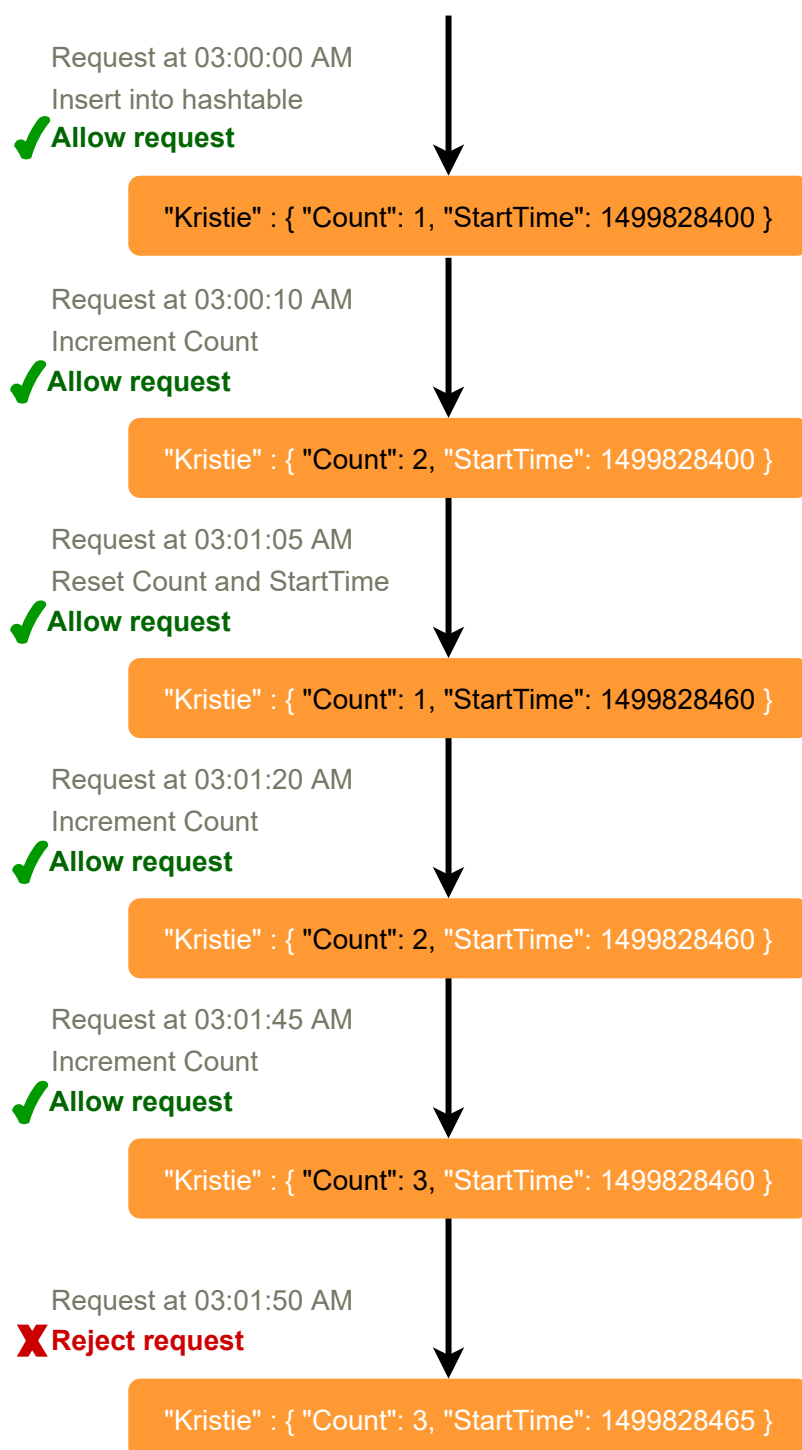 Request at 03:00:00 AM
Insert into hashtable
Allow request
"Kristie" : { "Count": 1, "StartTime": 1499828400 }
Request at 03:00:10 AM
Increment Count
Allow request
"Kristie" : { "Count": 2, "StartTime": 1499828400 }
Request at 03:01:05 AM
Reset Count and StartTime
Allow request
"Kristie" : { "Count": 1, "StartTime": 1499828460 }
Request at 03:01:20 AM
Increment Count
Allow request
"Kristie" : { "Count": 2, "StartTime": 1499828460 }
Request at 03:01:45 AM
Increment Count
Allow request
"Kristie" : { "Count": 3, "StartTime": 1499828460 }
Request at 03:01:50 AM
Reject request
"Kristie" : { "Count": 3, "StartTime": 1499828465 }